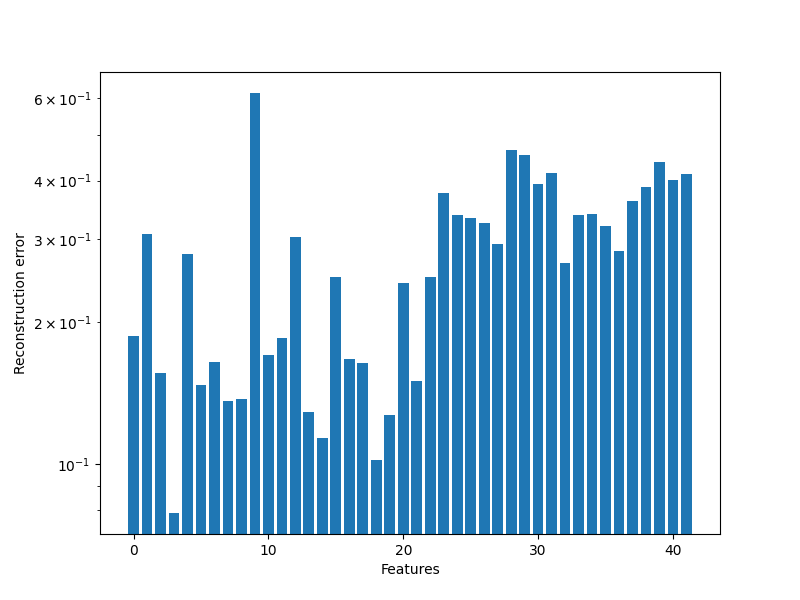 6 × 10⁻¹
4 × 10⁻¹
3 × 10⁻¹
2 × 10⁻¹
10⁻¹
Reconstruction error
0 10 20 30 40
Features